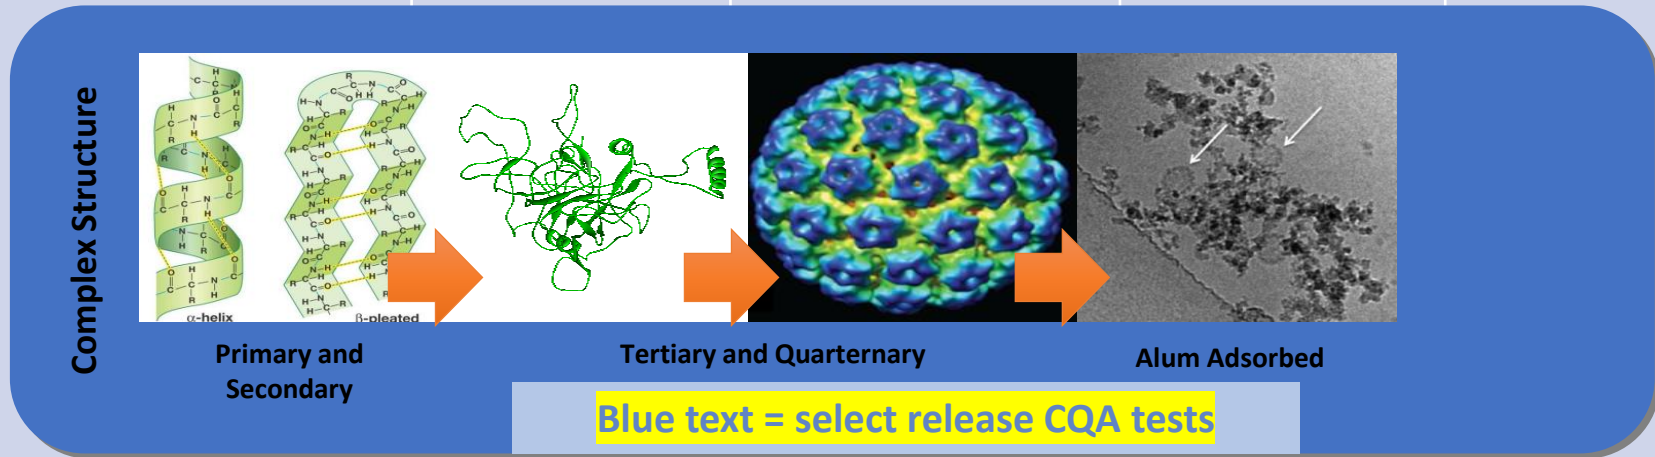 Complex Structure
α-helix
β-pleated
Primary and
Secondary
Tertiary and Quarternary
Alum Adsorbed
Blue text = select release CQA tests